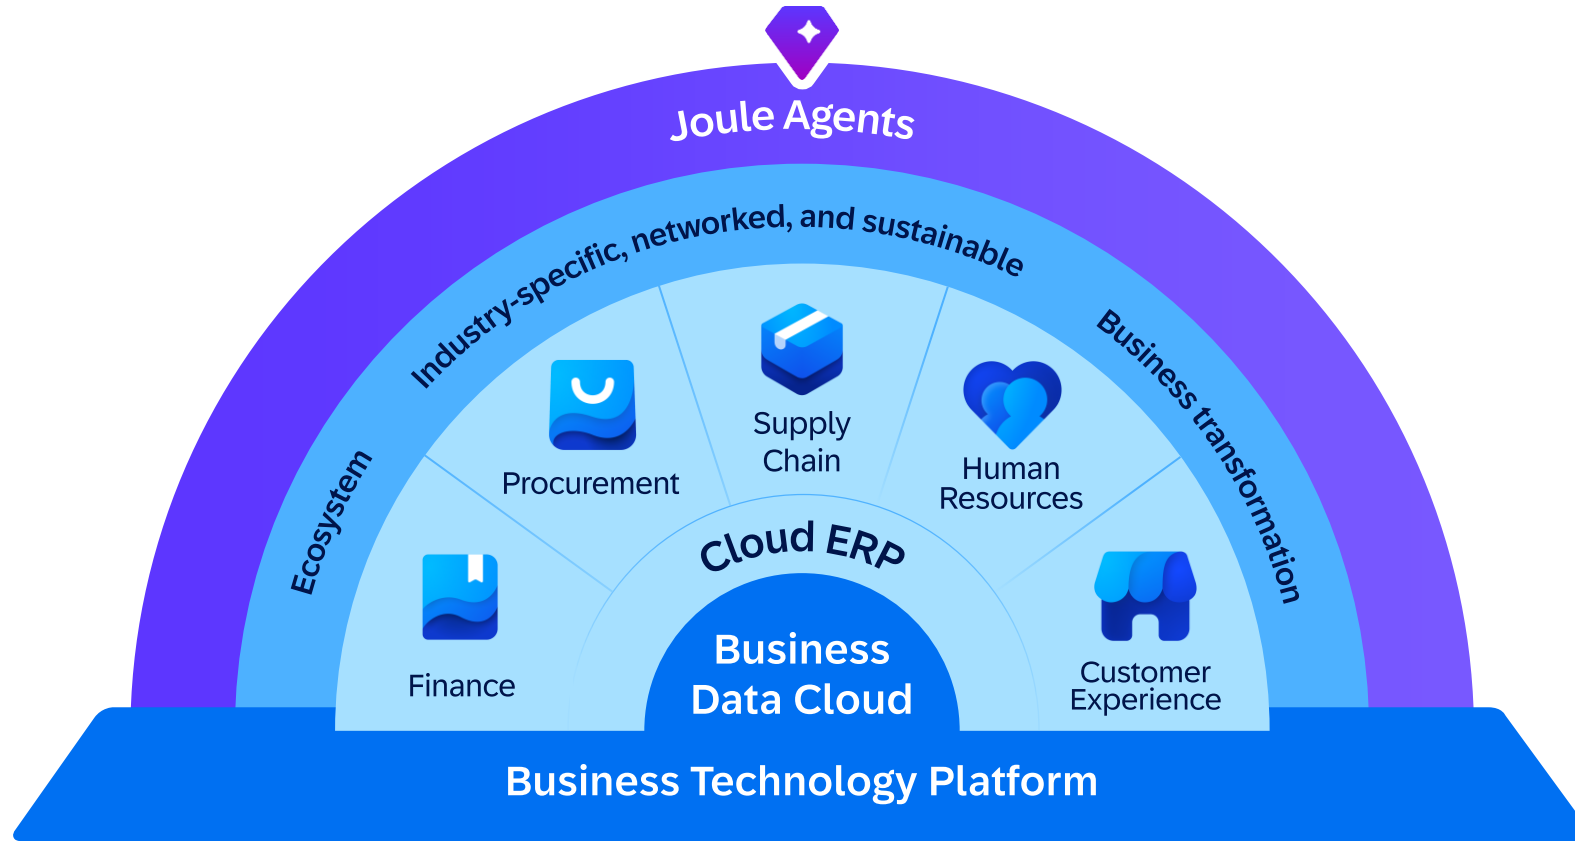 Joule Agents
Industry-specific, networked, and sustainable
Ecosystem
Business transformation
Finance
Procurement
Supply
Chain
Human
Resources
Customer
Experience
Cloud ERP
Business
Data Cloud
Business Technology Platform